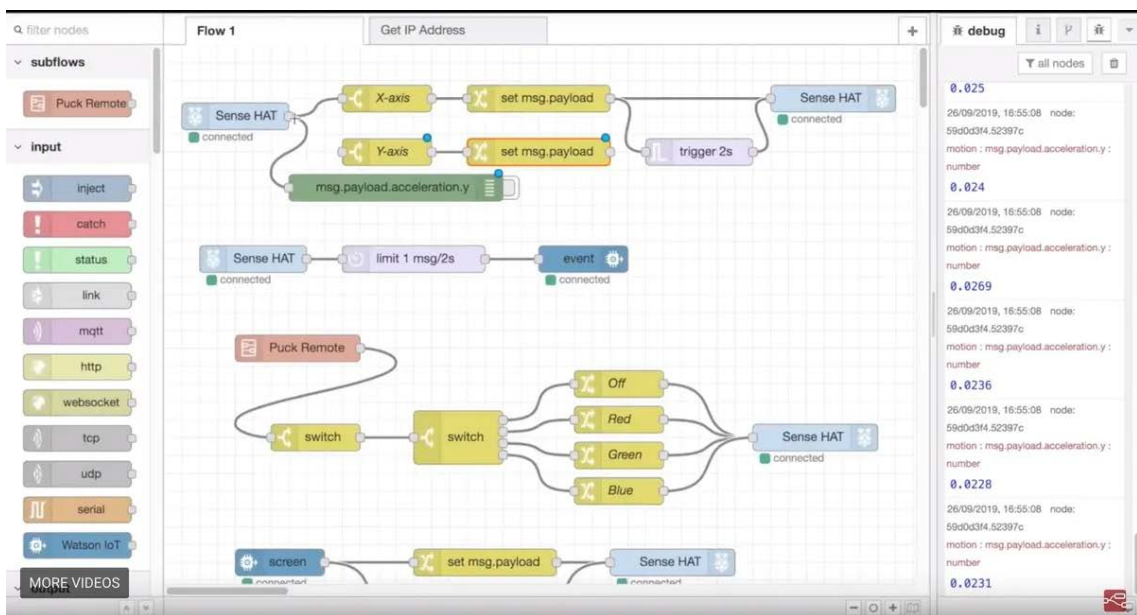 filter nodes
Flow 1
Get IP Address
+
debug
i
all nodes
subflows
Puck Remote
input
inject
catch
status
link
mqtt
http
websocket
tcp
udp
serial
Watson IoT
MORE VIDEOS
output
Sense HAT
connected
X-axis
set msg.payload
Sense HAT
connected
Y-axis
set msg.payload
trigger 2s
msg.payload.acceleration.y
Sense HAT
connected
limit 1 msg/2s
event
connected
Puck Remote
switch
switch
Off
Red
Green
Blue
Sense HAT
connected
screen
connected
set msg.payload
Sense HAT
connected
0.025
26/09/2019, 16:55:08 node:
59d0d3f4.52397c
motion : msg.payload.acceleration.y :
number
0.024
26/09/2019, 16:55:08 node:
59d0d3f4.52397c
motion : msg.payload.acceleration.y :
number
0.0269
26/09/2019, 16:55:08 node:
59d0d3f4.52397c
motion : msg.payload.acceleration.y :
number
0.0236
26/09/2019, 16:55:08 node:
59d0d3f4.52397c
motion : msg.payload.acceleration.y :
number
0.0228
26/09/2019, 16:55:08 node:
59d0d3f4.52397c
motion : msg.payload.acceleration.y :
number
0.0231